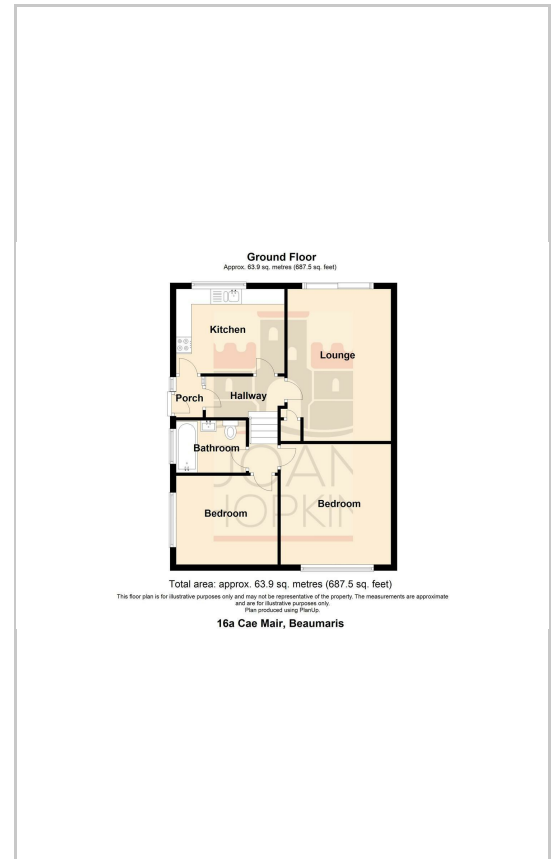 Ground Floor
Approx. 63.9 sq. metres (687.5 sq. feet)
Kitchen
Lounge
Porch
Hallway
Bathroom
Bedroom
Bedroom
JOAN
HOPKIN
Total area: approx. 63.9 sq. metres (687.5 sq. feet)
This floor plan is for illustrative purposes only and may not be representative of the property. The measurements are approximate
and are for illustrative purposes only.
Plan produced using PlanUp.
16a Cae Mair, Beaumaris